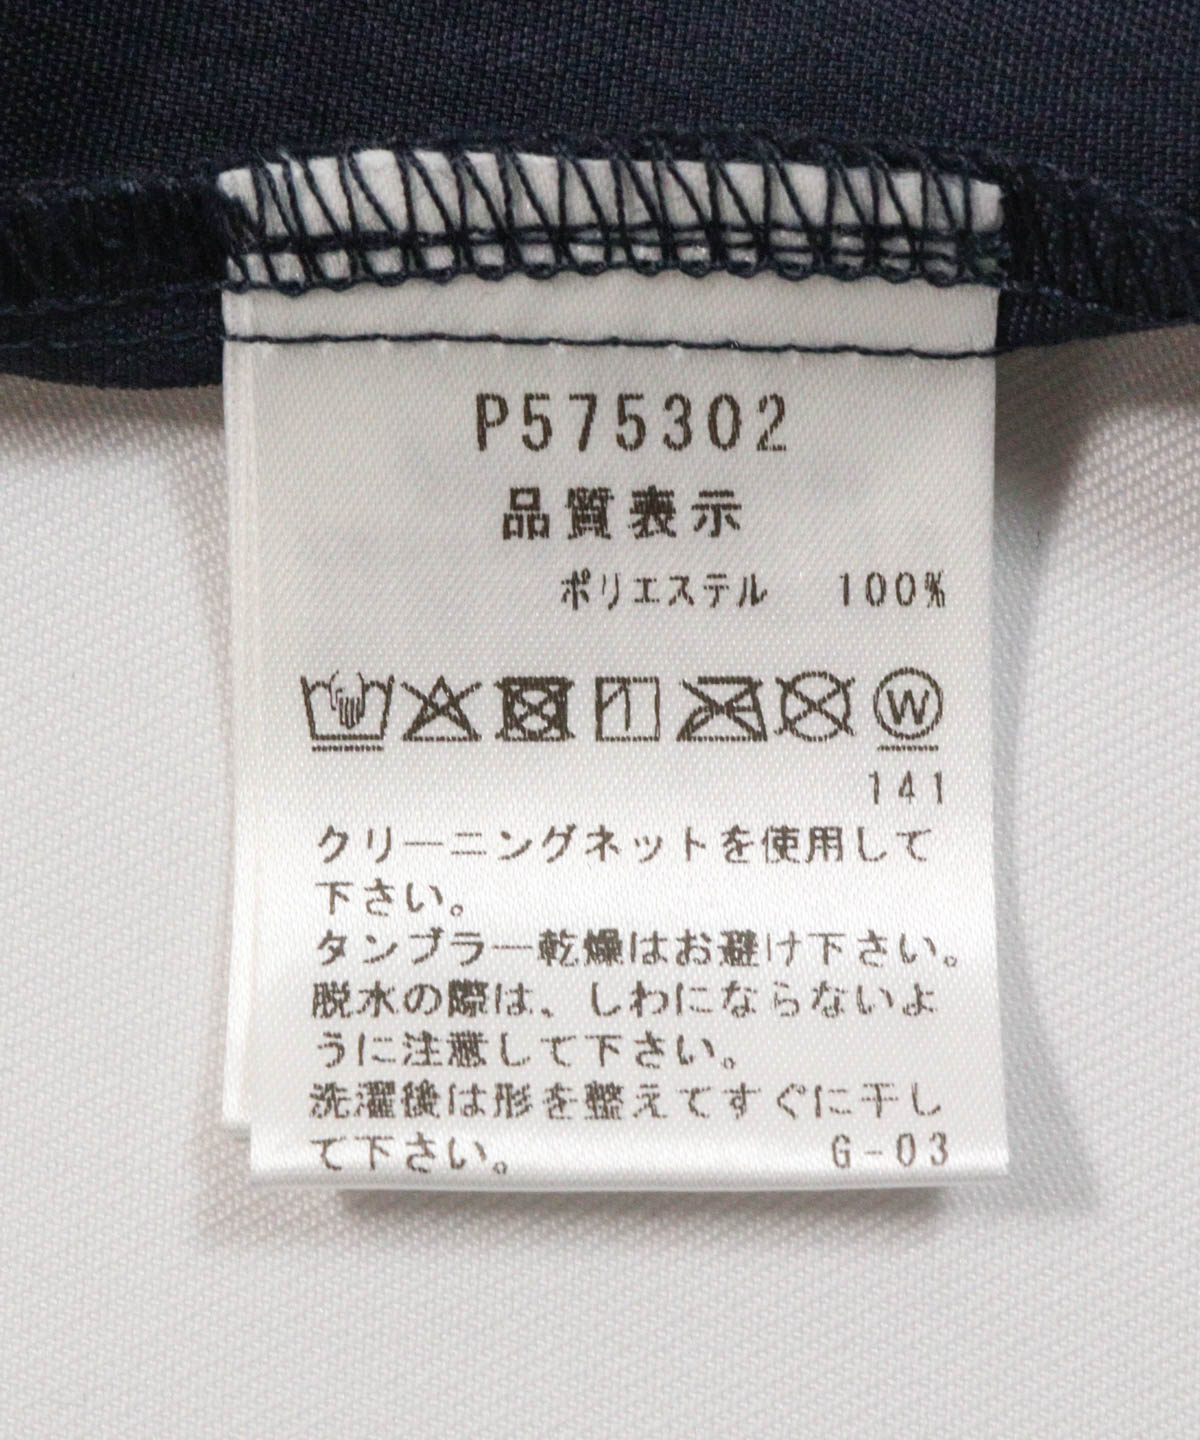 P575302
品質表示
ポリエステル 100%
W
141
クリーニングネットを使用して
下さい。
タンブラー乾燥はお避け下さい。
脱水の際は、しわにならないよ
うに注意して下さい。
洗濯後は形を整えてすぐに干し
て下さい。 G-03